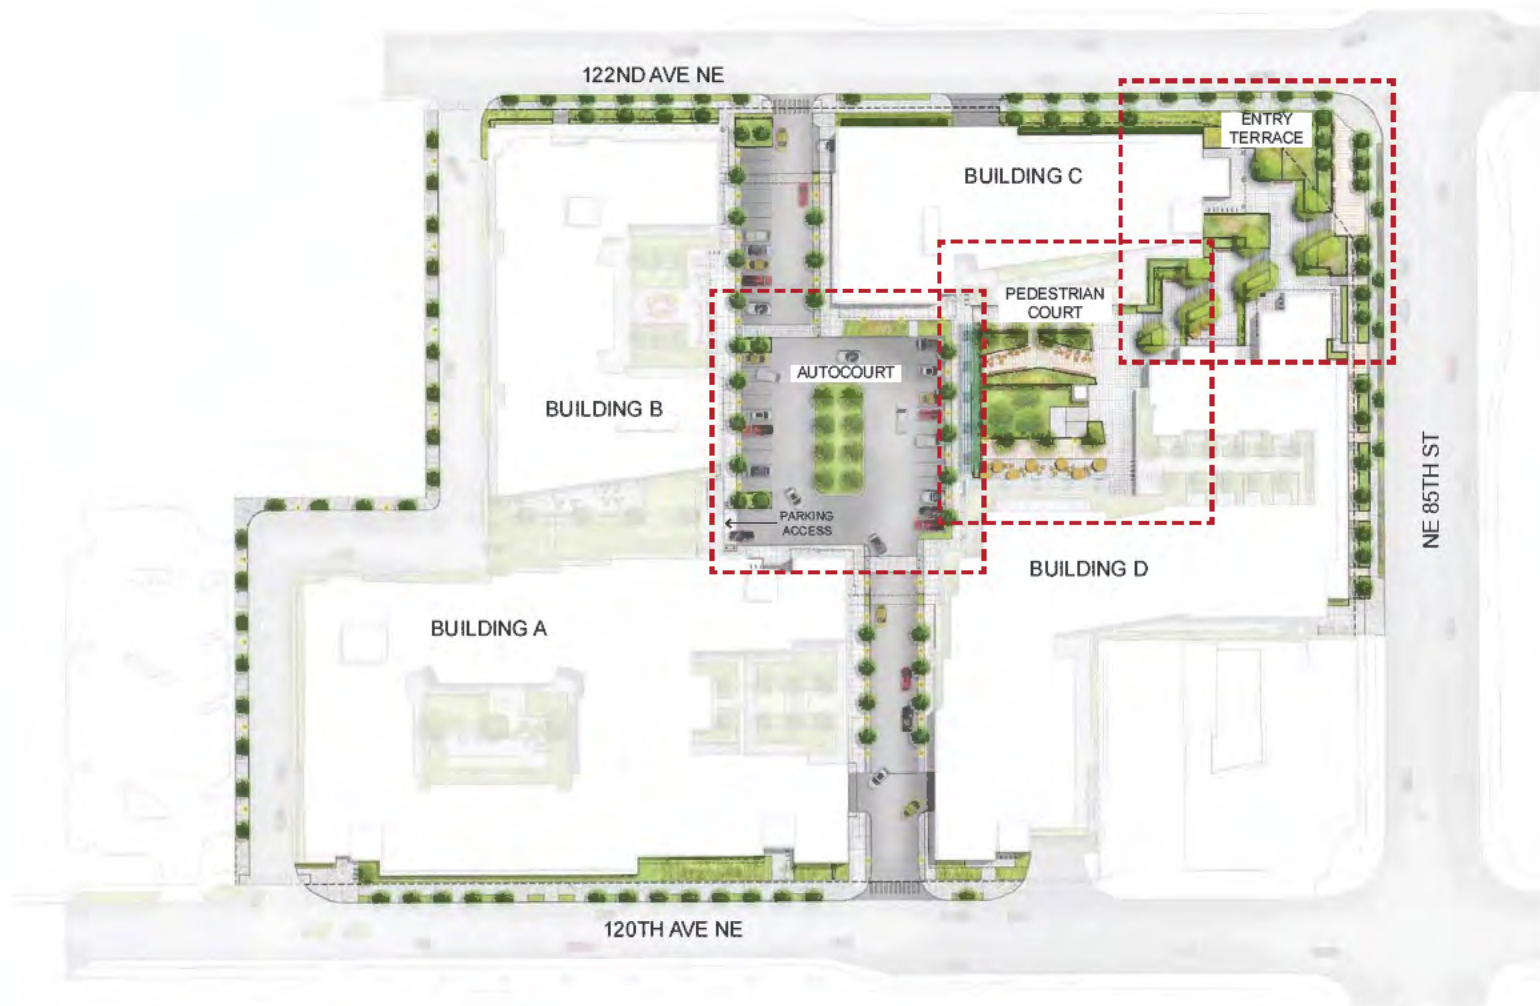 122ND AVE NE
ENTRY
TERRACE
BUILDING C
PEDESTRIAN
COURT
AUTOCOURT
BUILDING B
NE 85TH ST
PARKING
ACCESS
BUILDING D
BUILDING A
120TH AVE NE